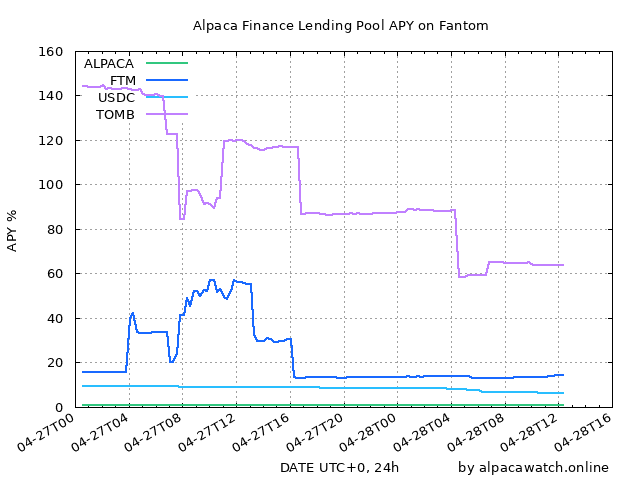 Alpaca Finance Lending Pool APY on Fantom
160
140
120
100
80
60
40
20
0
APY %
ALPACA
FTM
USDC
TOMB
04-27T00
04-27T04
04-27T08
04-27T12
04-27T16
04-27T20
04-28T00
04-28T04
04-28T08
04-28T12
04-28T16
DATE UTC+0, 24h
by alpacawatch.online